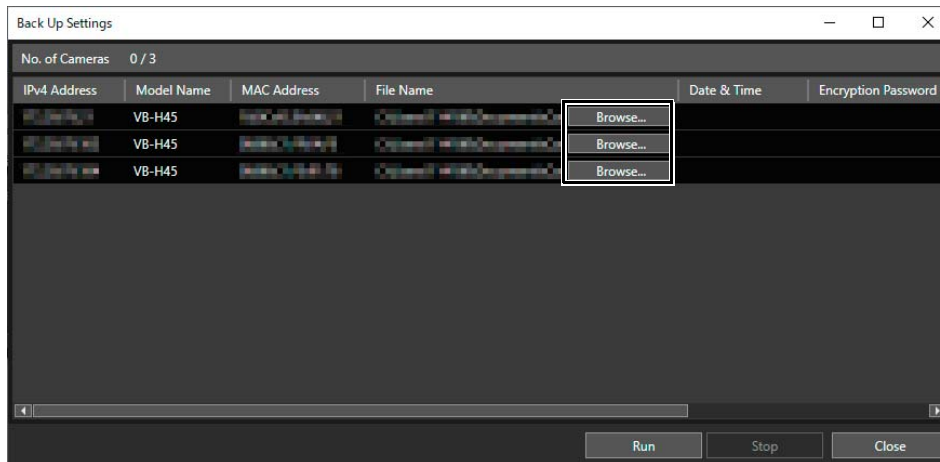 Back Up Settings
No. of Cameras 0 / 3
IPv4 Address Model Name MAC Address File Name Date & Time Encryption Password
VB-H45 Browse...
VB-H45 Browse...
VB-H45 Browse...
Run Stop Close